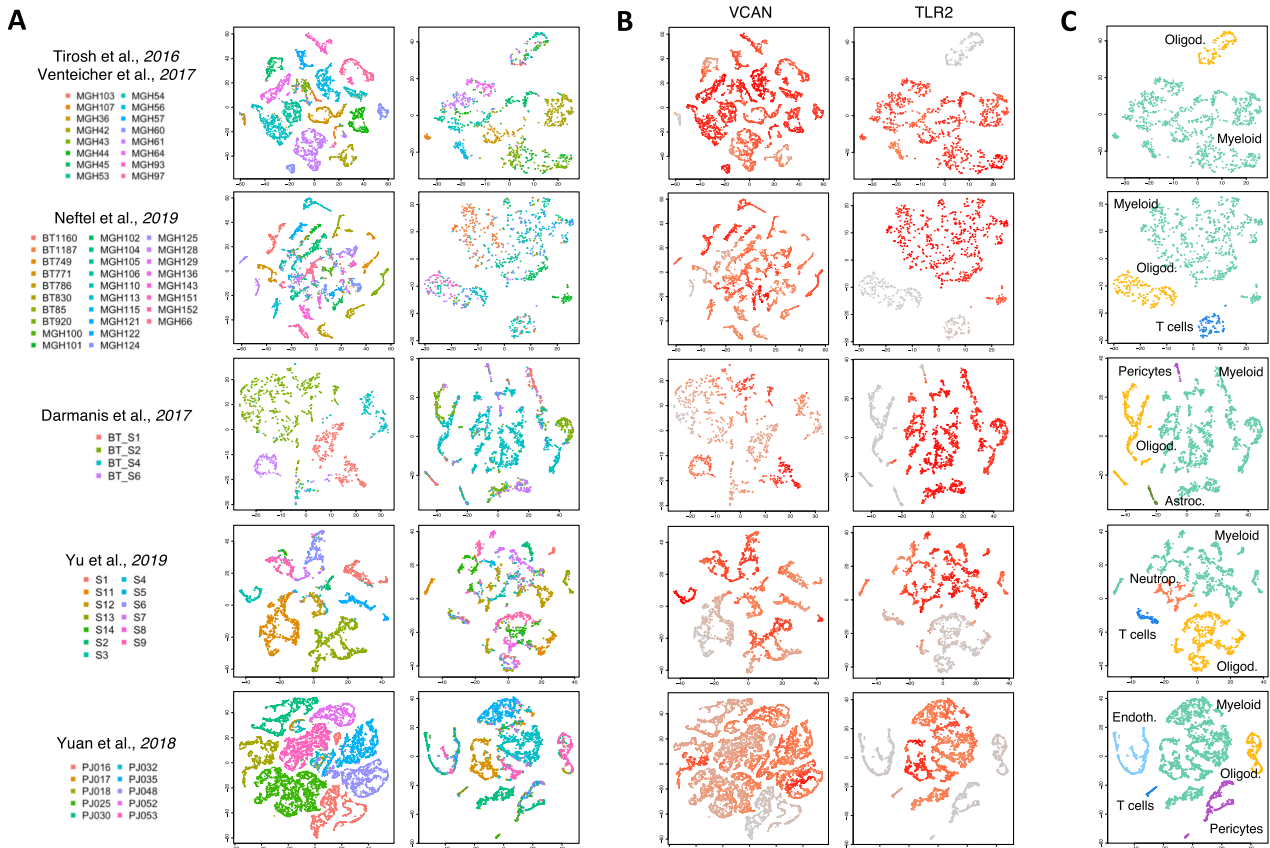 A
B
C
VCAN
TLR2
Tirosh et al., 2016
Venteicher et al., 2017
MGH103 MGH54
MGH107 MGH56
MGH36 MGH57
MGH42 MGH60
MGH43 MGH61
MGH44 MGH64
MGH45 MGH93
MGH53 MGH97
Oligod.
Myeloid
Neftel et al., 2019
BT1160 MGH102 MGH125
BT1187 MGH104 MGH128
BT749 MGH105 MGH129
BT771 MGH106 MGH136
BT786 MGH110 MGH143
BT830 MGH113 MGH151
BT85 MGH115 MGH152
BT920 MGH121 MGH66
MGH100 MGH122
MGH101 MGH124
Myeloid
Oligod.
T cells
Darmanis et al., 2017
BT_S1
BT_S2
BT_S4
BT_S6
Pericytes Myeloid
Oligod.
Astroc.
Yu et al., 2019
S1 S4
S11 S5
S12 S6
S13 S7
S14 S8
S2 S9
S3
Myeloid
Neutrop.
T cells
Oligod.
Yuan et al., 2018
PJ016 PJ032
PJ017 PJ035
PJ018 PJ048
PJ025 PJ052
PJ030 PJ053
Endoth. Myeloid
Oligod.
T cells
Pericytes